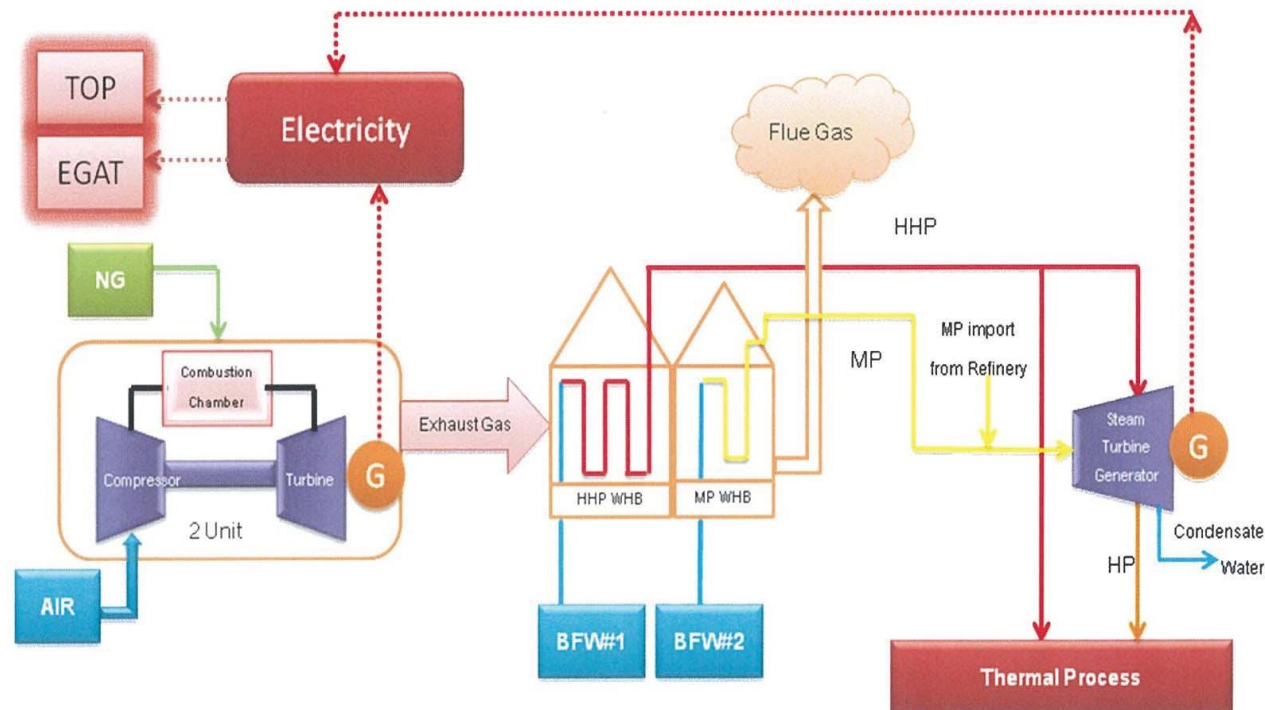 TOP
EGAT
Electricity
Flue Gas
HHP
NG
MP import
from Refinery
MP
Combustion
Chamber
Exhaust Gas
Compressor
Turbine
G
2 Unit
HHP WHB
MP WHB
Steam
Turbine
Generator
G
Condensate
Water
HP
AIR
BFW#1
BFW#2
Thermal Process